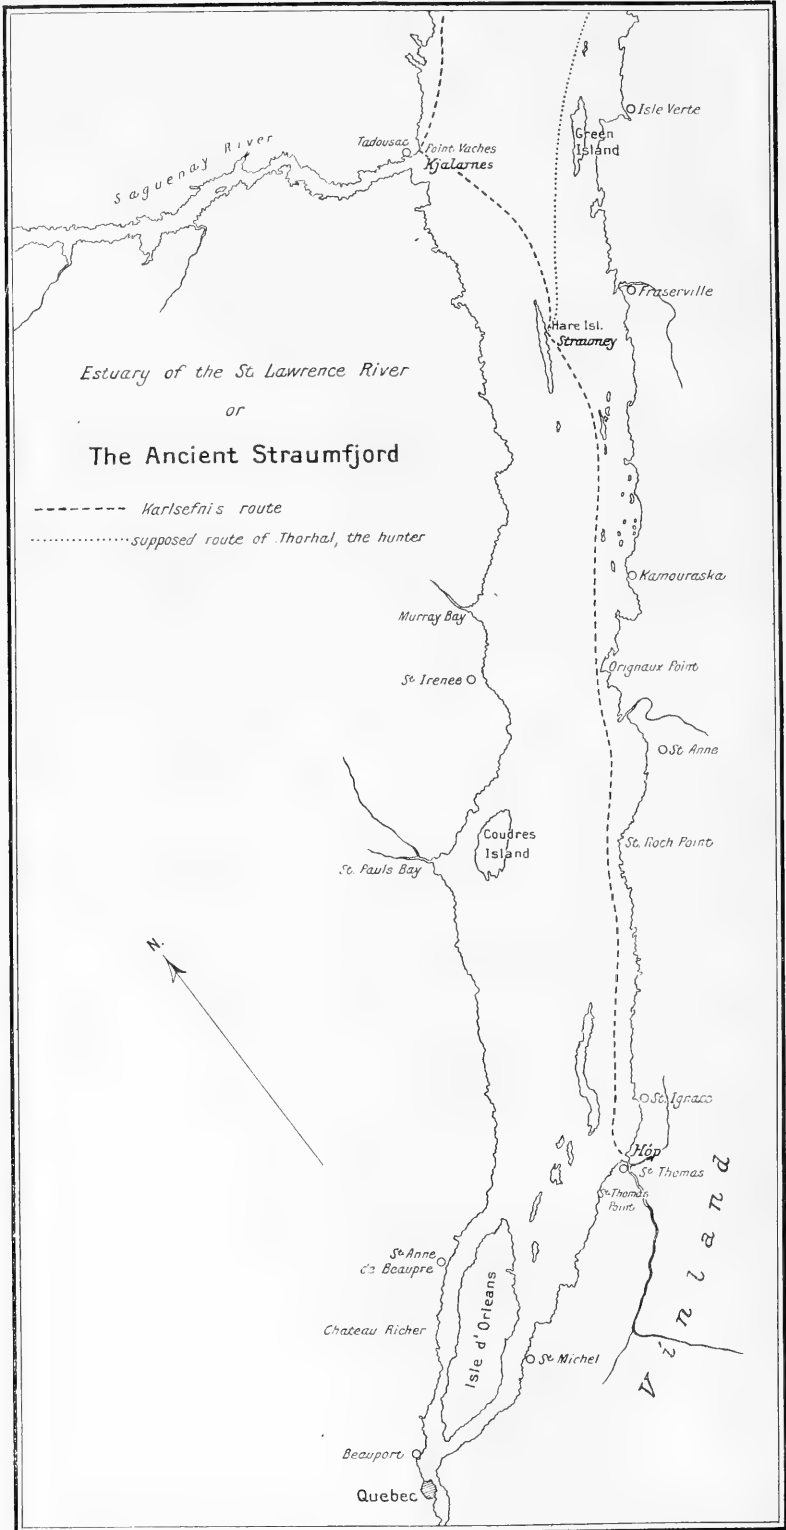 Isle Verte
Green
Island
Saguenay River
Tadousac
Point Vaches
Kjalarnes
Fraserville
Hare Isl.
Straumey
Estuary of the St Lawrence River
or
The Ancient Straumfjord
Karlsefnis route
supposed route of Thorhal, the hunter
Kamouraska
Murray Bay
Orignaux Point
St Irenee
St Anne
Coudres
Island
St. Roch Point
St. Pauls Bay
N.
St. Ignace
Hóp
St Thomas
St Thomas
Point
Vínland
St Anne
de Beaupre
Isle d'Orleans
Chateau Richer
St Michel
Beauport
Quebec